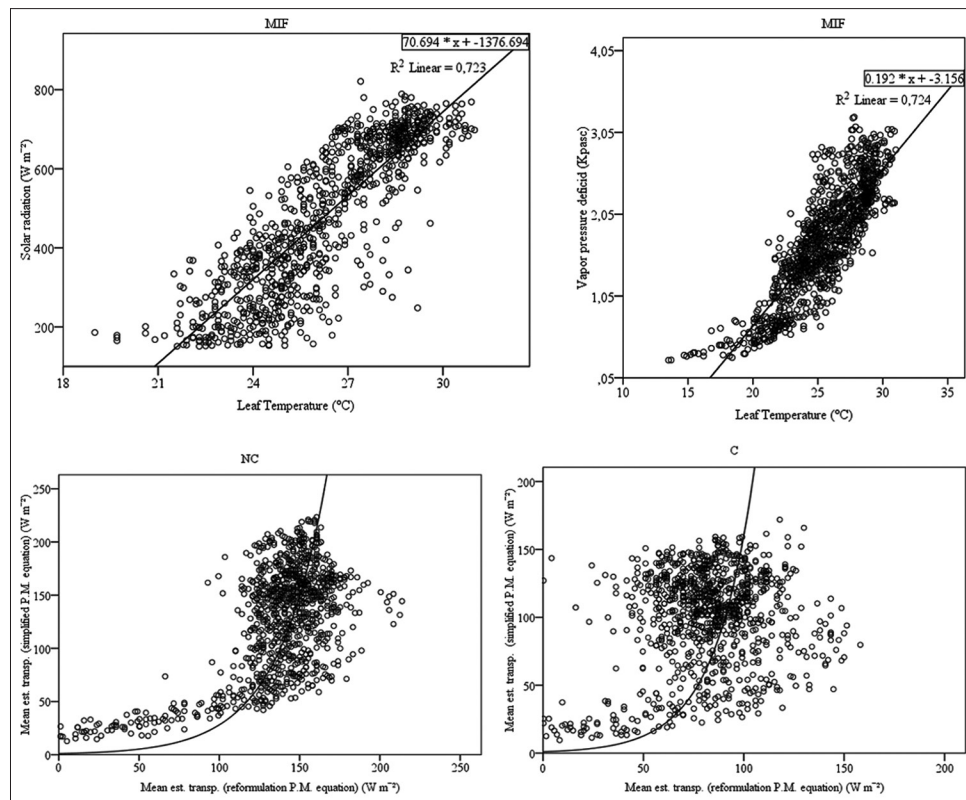 MIF
70.694 * x + -1376.694
R² Linear = 0,723
800
600
400
200
18
21
24
27
30
Solar radiation (W m⁻²)
Leaf Temperature (°C)
MIF
0.192 * x + -3.156
R² Linear = 0,724
4,05
3,05
2,05
1,05
,05
10
15
20
25
30
35
Vapor pressure deficid (Kpasc)
Leaf Temperature (°C)
NC
250
200
150
100
50
0
0
50
100
150
200
250
Mean est. transp. (simplified P.M. equation) (W m⁻²)
Mean est. transp. (reformulation P.M. equation) (W m⁻²)
C
200
150
100
50
0
0
50
100
150
200
Mean est. transp. (simplified P.M. equation) (W m⁻²)
Mean est. transp. (reformulation P.M. equation) (W m⁻²)